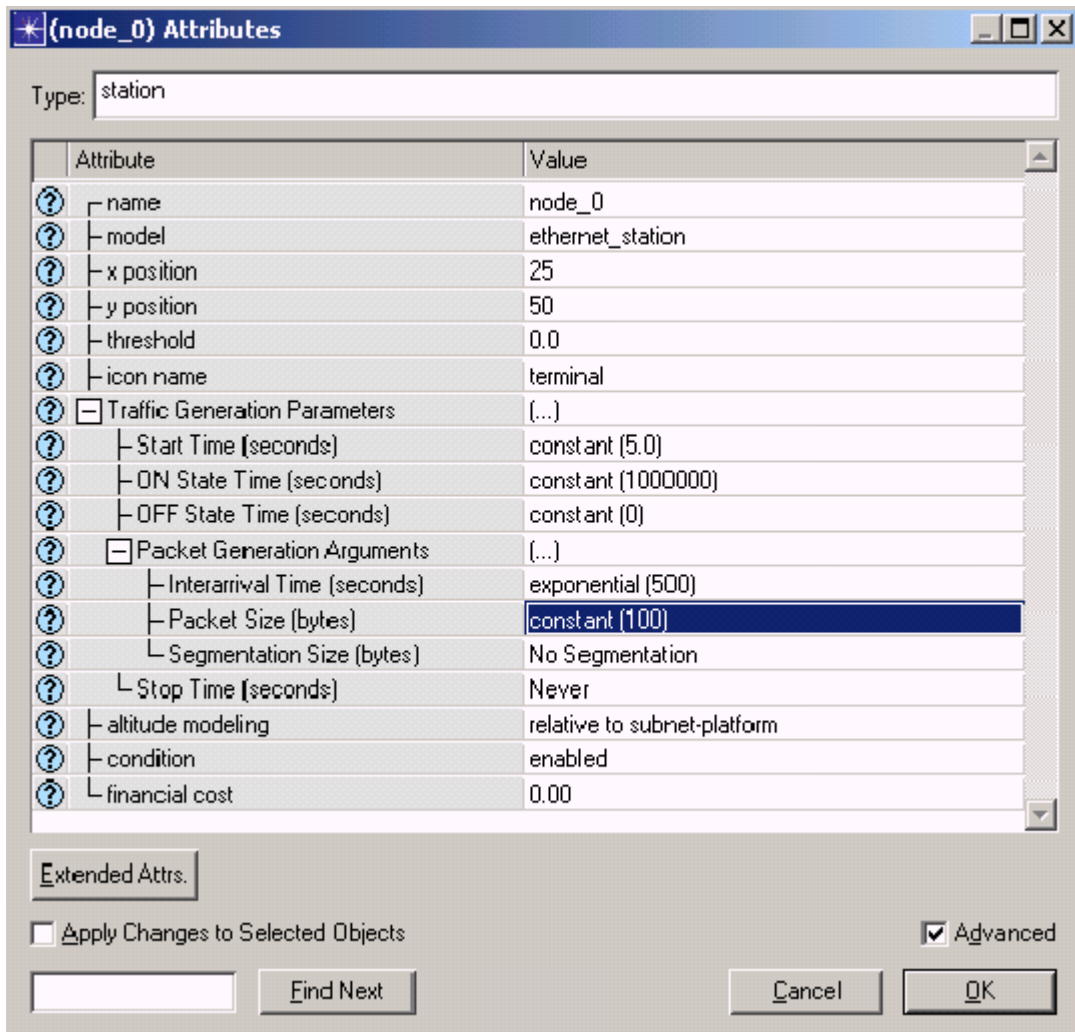 (node_0) Attributes
Type: station
Attribute Value
name node_0
model ethernet_station
x position 25
y position 50
threshold 0.0
icon name terminal
Traffic Generation Parameters (...)
Start Time (seconds) constant (5.0)
ON State Time (seconds) constant (1000000)
OFF State Time (seconds) constant (0)
Packet Generation Arguments (...)
Interarrival Time (seconds) exponential (500)
Packet Size (bytes) constant (100)
Segmentation Size (bytes) No Segmentation
Stop Time (seconds) Never
altitude modeling relative to subnet-platform
condition enabled
financial cost 0.00
Extended Attrs.
Apply Changes to Selected Objects Advanced
Find Next Cancel OK